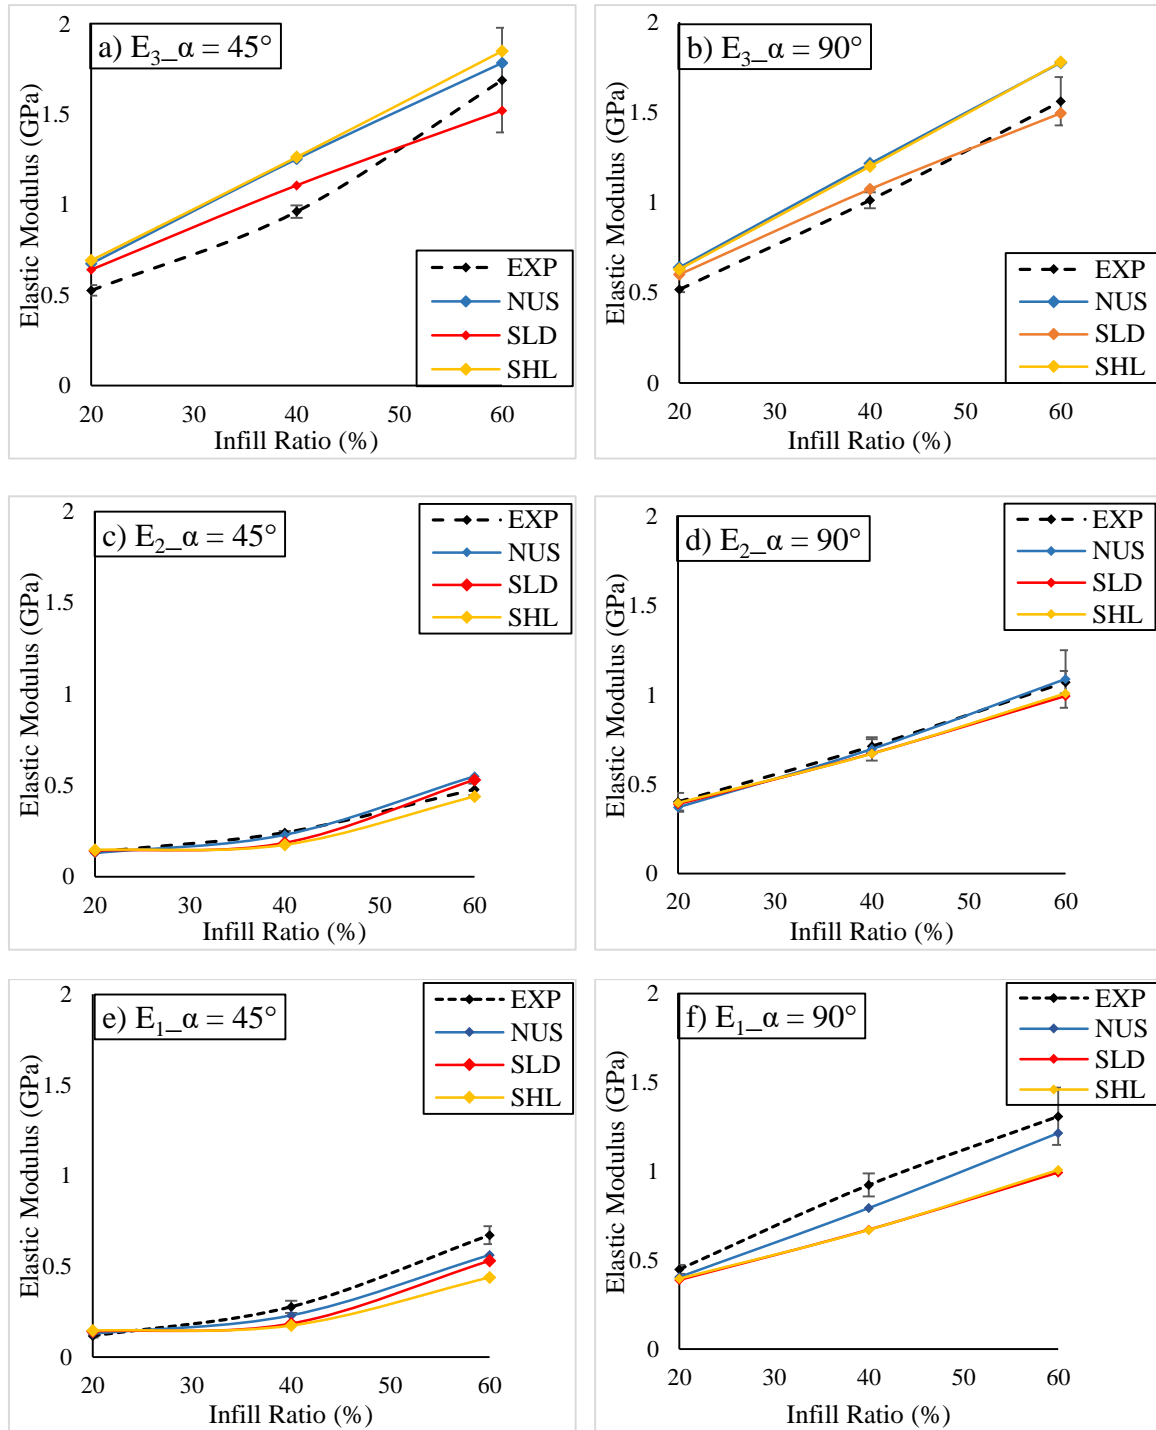 a) E₃_α = 45°
Elastic Modulus (GPa)
2
1.5
1
0.5
0
20 30 40 50 60
Infill Ratio (%)
EXP
NUS
SLD
SHL
b) E₃_α = 90°
Elastic Modulus (GPa)
2
1.5
1
0.5
0
20 30 40 50 60
Infill Ratio (%)
EXP
NUS
SLD
SHL
c) E₂_α = 45°
Elastic Modulus (GPa)
2
1.5
1
0.5
0
20 30 40 50 60
Infill Ratio (%)
EXP
NUS
SLD
SHL
d) E₂_α = 90°
Elastic Modulus (GPa)
2
1.5
1
0.5
0
20 30 40 50 60
Infill Ratio (%)
EXP
NUS
SLD
SHL
e) E₁_α = 45°
Elastic Modulus (GPa)
2
1.5
1
0.5
0
20 30 40 50 60
Infill Ratio (%)
EXP
NUS
SLD
SHL
f) E₁_α = 90°
Elastic Modulus (GPa)
2
1.5
1
0.5
0
20 30 40 50 60
Infill Ratio (%)
EXP
NUS
SLD
SHL